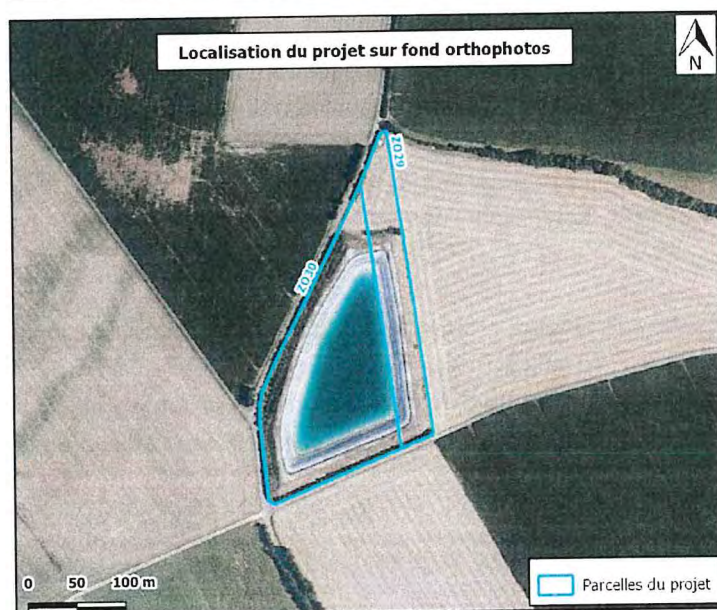 Localisation du projet sur fond orthophotos
N
ZO29
ZO30
0 50 100 m
Parcelles du projet